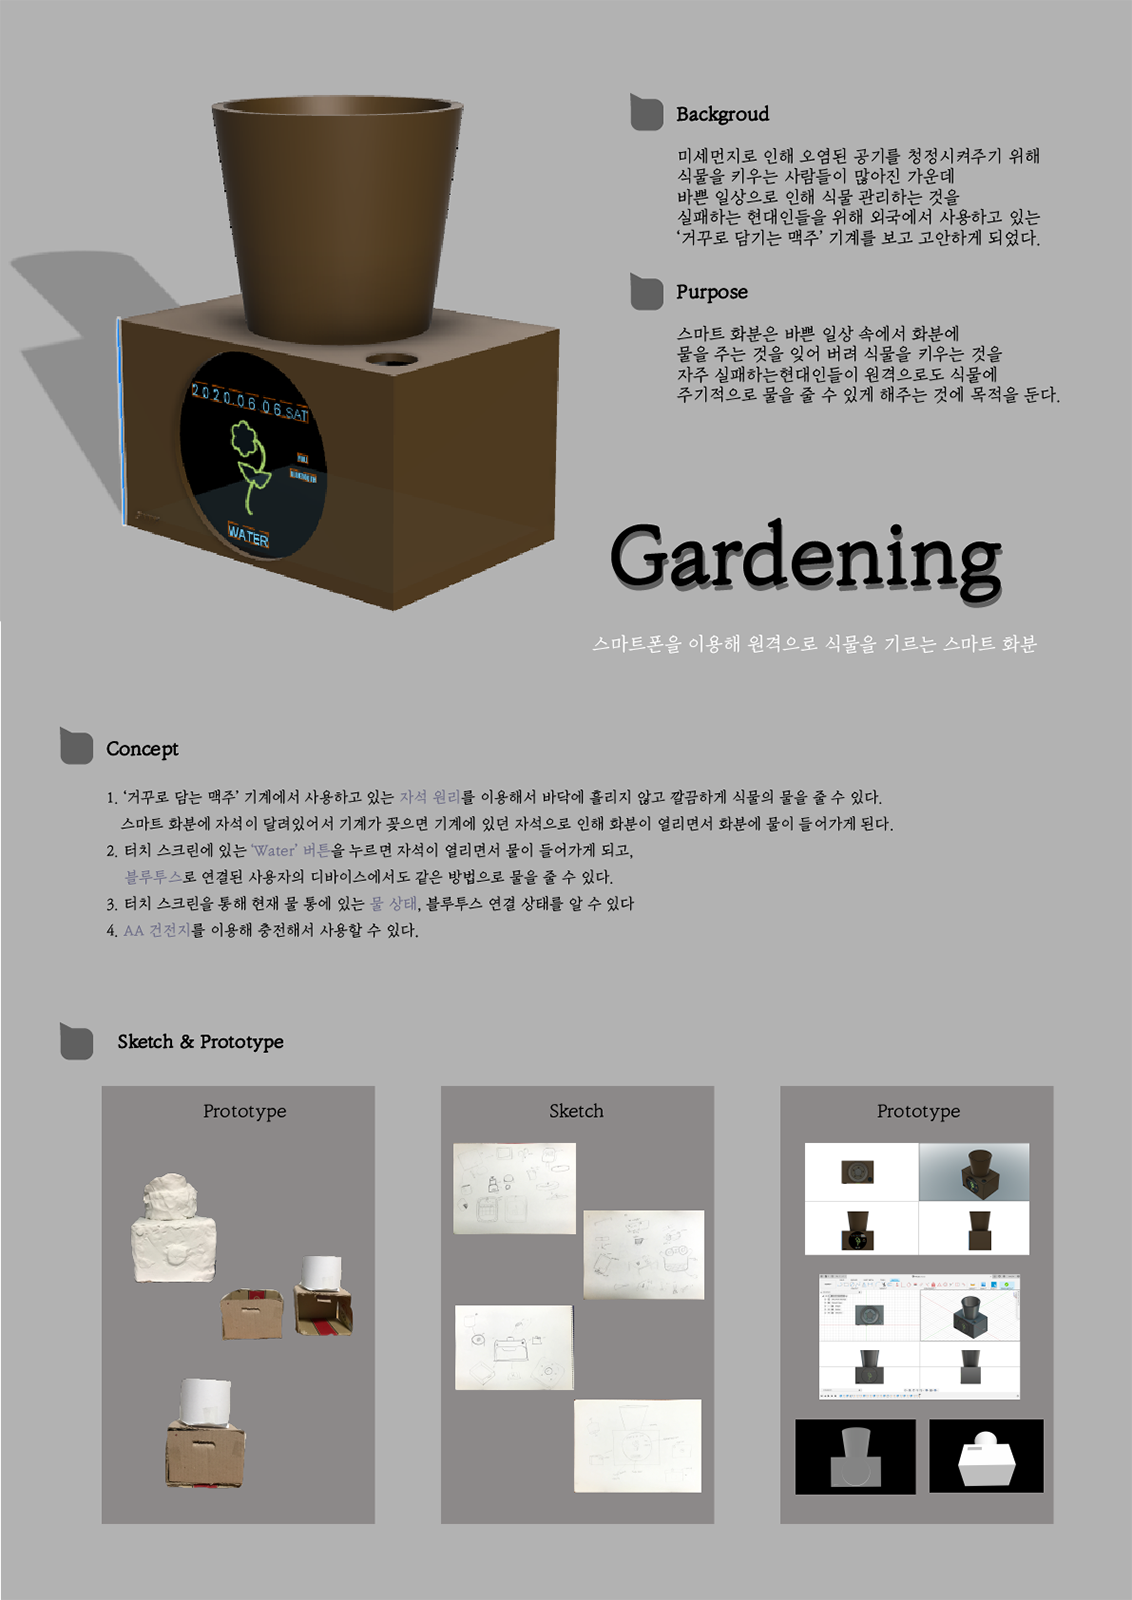 Backgroud
미세먼지로 인해 오염된 공기를 청정시켜주기 위해
식물을 키우는 사람들이 많아진 가운데
바쁜 일상으로 인해 식물 관리하는 것을
실패하는 현대인들을 위해 외국에서 사용하고 있는
‘거꾸로 담기는 맥주’ 기계를 보고 고안하게 되었다.
Purpose
스마트 화분은 바쁜 일상 속에서 화분에
물을 주는 것을 잊어 버려 식물을 키우는 것을
자주 실패하는현대인들이 원격으로도 식물에
주기적으로 물을 줄 수 있게 해주는 것에 목적을 둔다.
2020.06.06.SAT
WATER
Gardening
스마트폰을 이용해 원격으로 식물을 기르는 스마트 화분
Concept
1. ‘거꾸로 담는 맥주’ 기계에서 사용하고 있는 자석 원리를 이용해서 바닥에 흘리지 않고 깔끔하게 식물의 물을 줄 수 있다.
스마트 화분에 자석이 달려있어서 기계가 꽂으면 기계에 있던 자석으로 인해 화분이 열리면서 화분에 물이 들어가게 된다.
2. 터치 스크린에 있는 ‘Water’ 버튼을 누르면 자석이 열리면서 물이 들어가게 되고,
블루투스로 연결된 사용자의 디바이스에서도 같은 방법으로 물을 줄 수 있다.
3. 터치 스크린을 통해 현재 물 통에 있는 물 상태, 블루투스 연결 상태를 알 수 있다
4. AA 건전지를 이용해 충전해서 사용할 수 있다.
Sketch & Prototype
Prototype
Sketch
Prototype